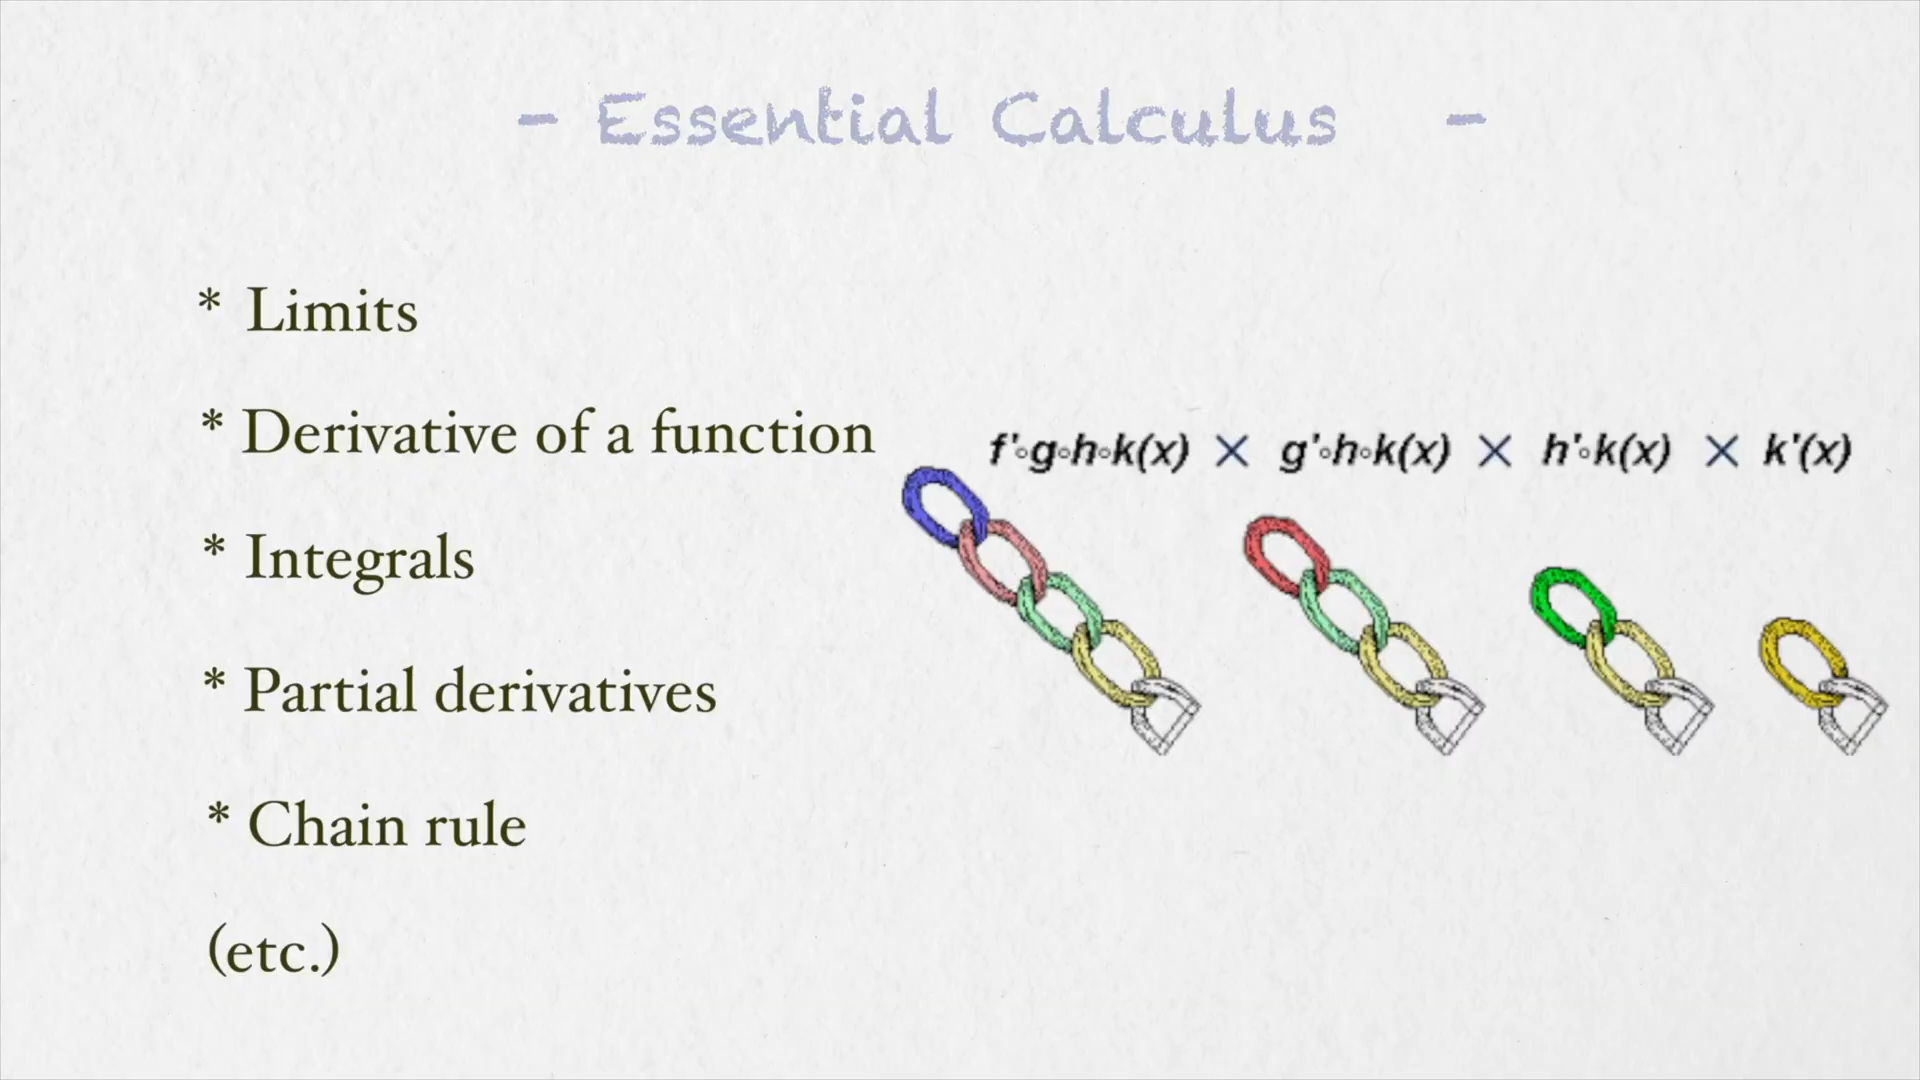 - Essential Calculus -
* Limits
* Derivative of a function
* Integrals
* Partial derivatives
* Chain rule
(etc.)
f'∘g∘h∘k(x) × g'∘h∘k(x) × h'∘k(x) × k'(x)